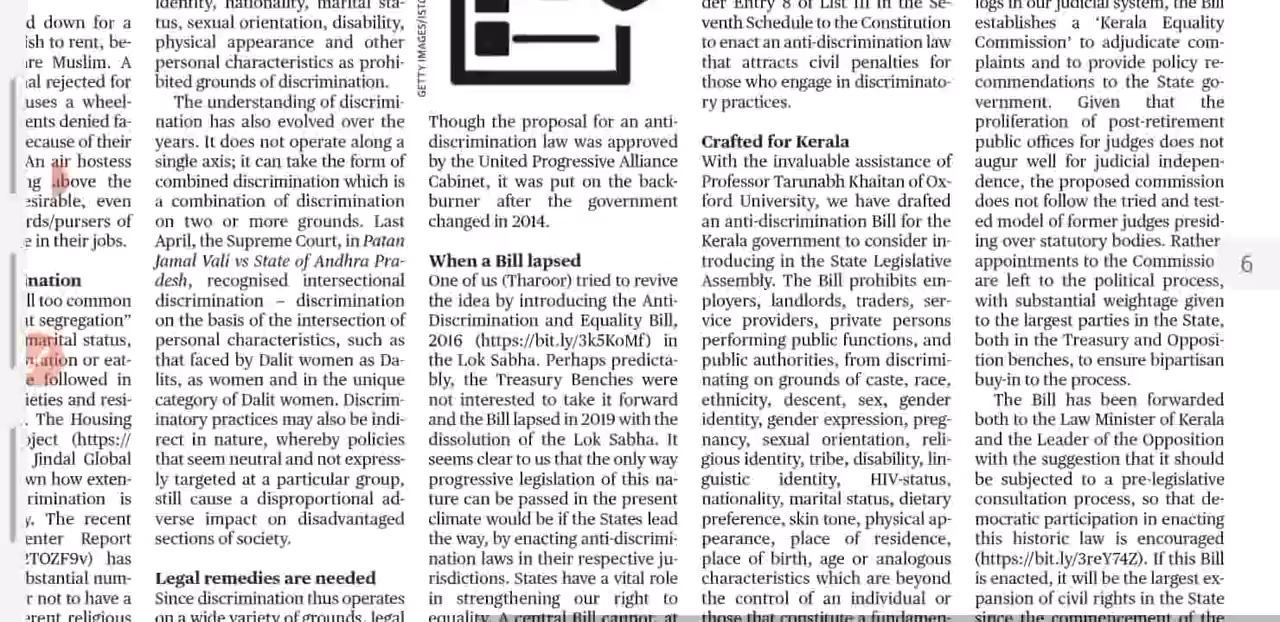 d down for a
ish to rent, be-
re Muslim. A
al rejected for
uses a wheel-
ents denied fa-
ecause of their
An air hostess
ng above the
esirable, even
rds/pursers of
e in their jobs.
nation
ll too common
t segregation"
marital status,
or eat-
followed in
ieties and resi-
. The Housing
oject (https://
Jindal Global
wn how exten-
rimination is
y. The recent
enter Report
2TOZF9v) has
bstantial num-
r not to have a
erent religious
identity, nationality, marital sta-
tus, sexual orientation, disability,
physical appearance and other
personal characteristics as prohi-
bited grounds of discrimination.
The understanding of discrimi-
nation has also evolved over the
years. It does not operate along a
single axis; it can take the form of
combined discrimination which is
a combination of discrimination
on two or more grounds. Last
April, the Supreme Court, in Patan
Jamal Vali vs State of Andhra Pra-
desh, recognised intersectional
discrimination – discrimination
on the basis of the intersection of
personal characteristics, such as
that faced by Dalit women as Da-
lits, as women and in the unique
category of Dalit women. Discrim-
inatory practices may also be indi-
rect in nature, whereby policies
that seem neutral and not express-
ly targeted at a particular group,
still cause a disproportional ad-
verse impact on disadvantaged
sections of society.
Legal remedies are needed
Since discrimination thus operates
on a wide variety of grounds, legal
GETTY IMAGES/ISTO
Though the proposal for an anti-
discrimination law was approved
by the United Progressive Alliance
Cabinet, it was put on the back-
burner after the government
changed in 2014.
When a Bill lapsed
One of us (Tharoor) tried to revive
the idea by introducing the Anti-
Discrimination and Equality Bill,
2016 (https://bit.ly/3k5KoMf) in
the Lok Sabha. Perhaps predicta-
bly, the Treasury Benches were
not interested to take it forward
and the Bill lapsed in 2019 with the
dissolution of the Lok Sabha. It
seems clear to us that the only way
progressive legislation of this na-
ture can be passed in the present
climate would be if the States lead
the way, by enacting anti-discrimi-
nation laws in their respective ju-
risdictions. States have a vital role
in strengthening our right to
equality. A central Bill cannot, at
der Entry 8 of List III in the Se-
venth Schedule to the Constitution
to enact an anti-discrimination law
that attracts civil penalties for
those who engage in discriminato-
ry practices.
Crafted for Kerala
With the invaluable assistance of
Professor Tarunabh Khaitan of Ox-
ford University, we have drafted
an anti-discrimination Bill for the
Kerala government to consider in-
troducing in the State Legislative
Assembly. The Bill prohibits em-
ployers, landlords, traders, ser-
vice providers, private persons
performing public functions, and
public authorities, from discrimi-
nating on grounds of caste, race,
ethnicity, descent, sex, gender
identity, gender expression, preg-
nancy, sexual orientation, reli-
gious identity, tribe, disability, lin-
guistic identity, HIV-status,
nationality, marital status, dietary
preference, skin tone, physical ap-
pearance, place of residence,
place of birth, age or analogous
characteristics which are beyond
the control of an individual or
those that constitute a fundamen-
logs in our judicial system, the Bill
establishes a 'Kerala Equality
Commission' to adjudicate com-
plaints and to provide policy re-
commendations to the State go-
vernment. Given that the
proliferation of post-retirement
public offices for judges does not
augur well for judicial indepen-
dence, the proposed commission
does not follow the tried and test-
ed model of former judges presid-
ing over statutory bodies. Rather
appointments to the Commissio
are left to the political process,
with substantial weightage given
to the largest parties in the State,
both in the Treasury and Opposi-
tion benches, to ensure bipartisan
buy-in to the process.
The Bill has been forwarded
both to the Law Minister of Kerala
and the Leader of the Opposition
with the suggestion that it should
be subjected to a pre-legislative
consultation process, so that de-
mocratic participation in enacting
this historic law is encouraged
(https://bit.ly/3reY74Z). If this Bill
is enacted, it will be the largest ex-
pansion of civil rights in the State
since the commencement of the
6